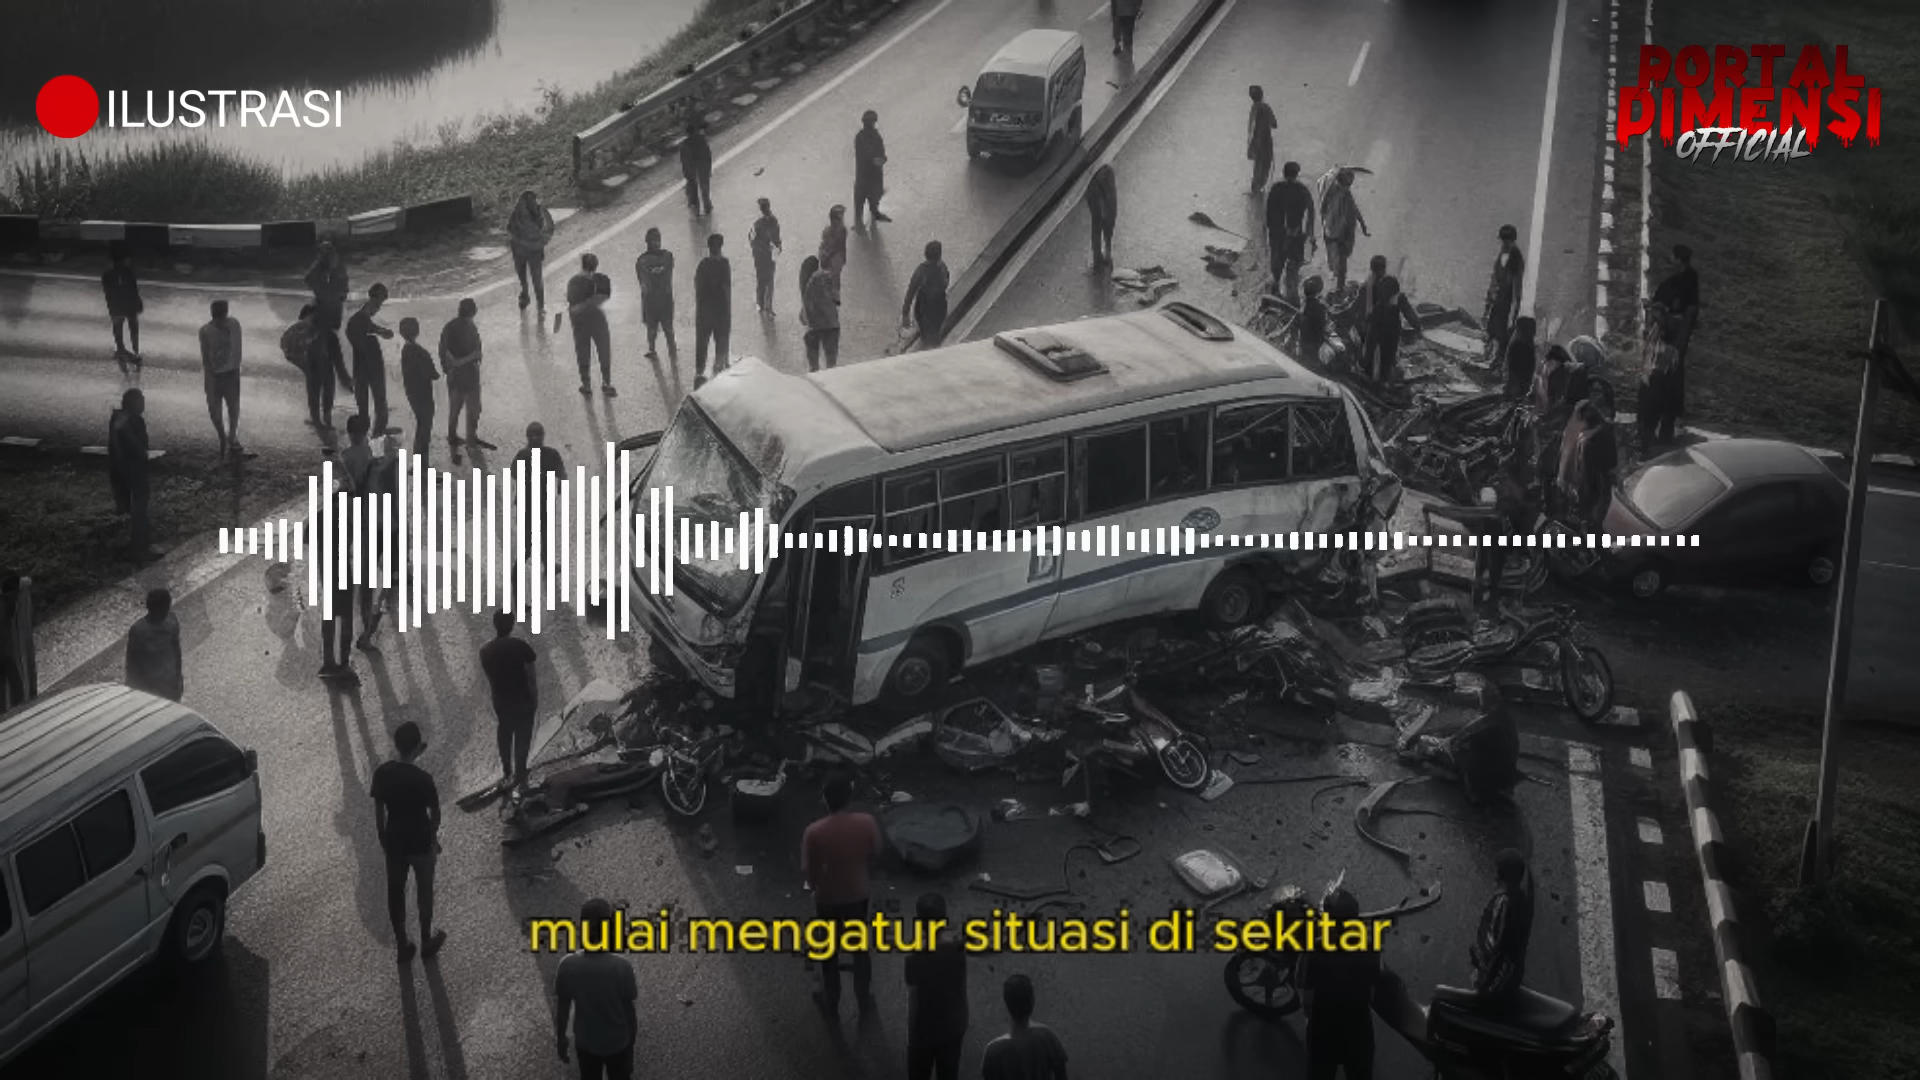 ILUSTRASI
PORTAL
DIMENSI
OFFICIAL
mulai mengatur situasi di sekitar